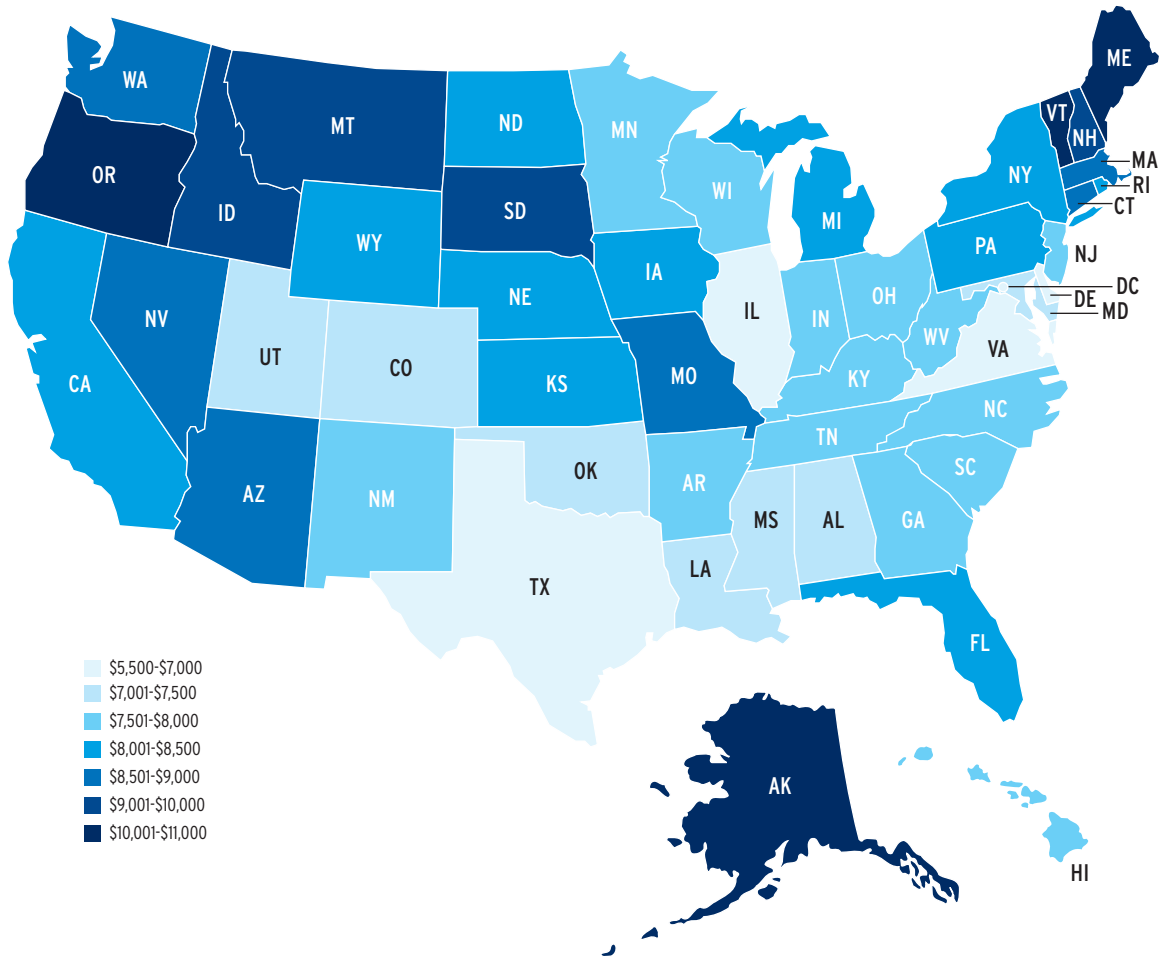 ME
WA
VT
NH
MT
ND
MN
OR
MA
NY
RI
WI
CT
ID
SD
MI
WY
PA
NJ
IA
DC
NE
OH
DE
IL
IN
MD
NV
WV
VA
UT
CO
KY
CA
KS
MO
NC
TN
SC
OK
AR
AZ
NM
MS
AL
GA
LA
TX
FL
$5,500-$7,000
$7,001-$7,500
$7,501-$8,000
$8,001-$8,500
$8,501-$9,000
$9,001-$10,000
$10,001-$11,000
AK
HI